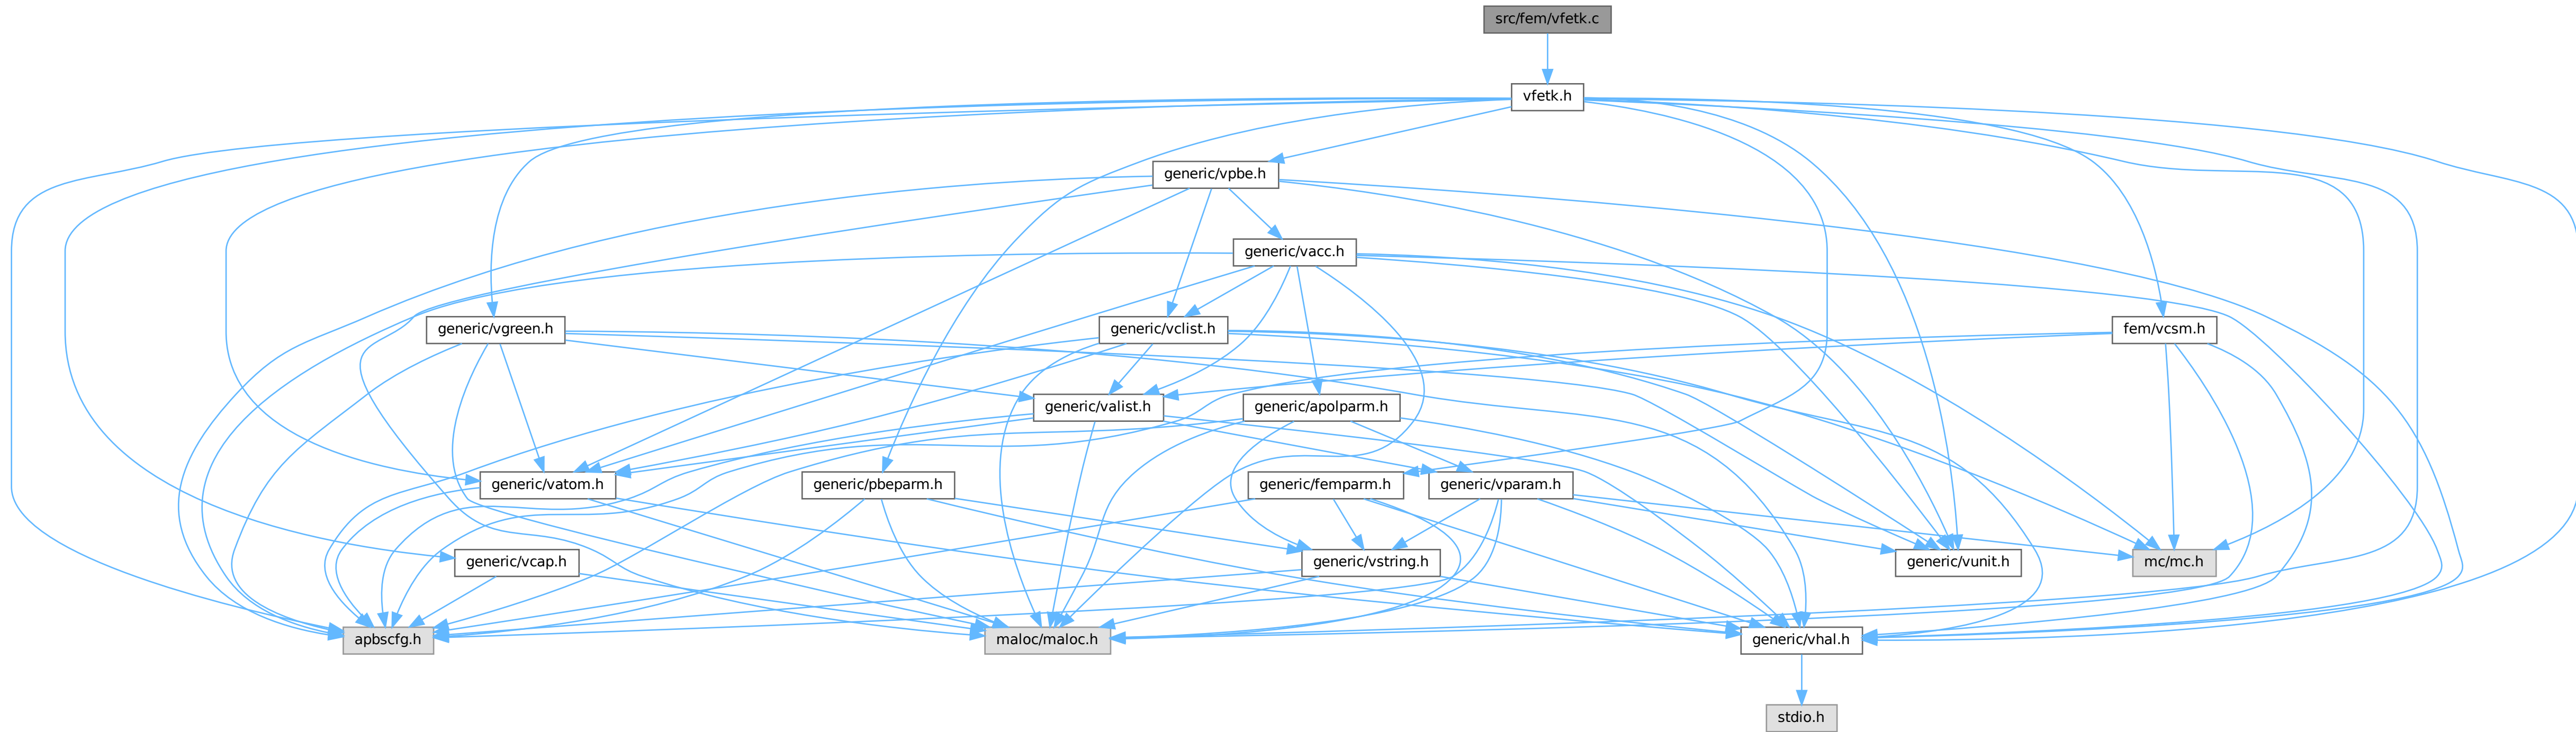 src/fem/vfetk.c
vfetk.h
generic/vpbe.h
generic/vacc.h
generic/vgreen.h
generic/vclist.h
fem/vcsm.h
generic/valist.h
generic/apolparm.h
generic/vatom.h
generic/pbeparm.h
generic/femparm.h
generic/vparam.h
generic/vcap.h
generic/vstring.h
generic/vunit.h
mc/mc.h
apbscfg.h
maloc/maloc.h
generic/vhal.h
stdio.h